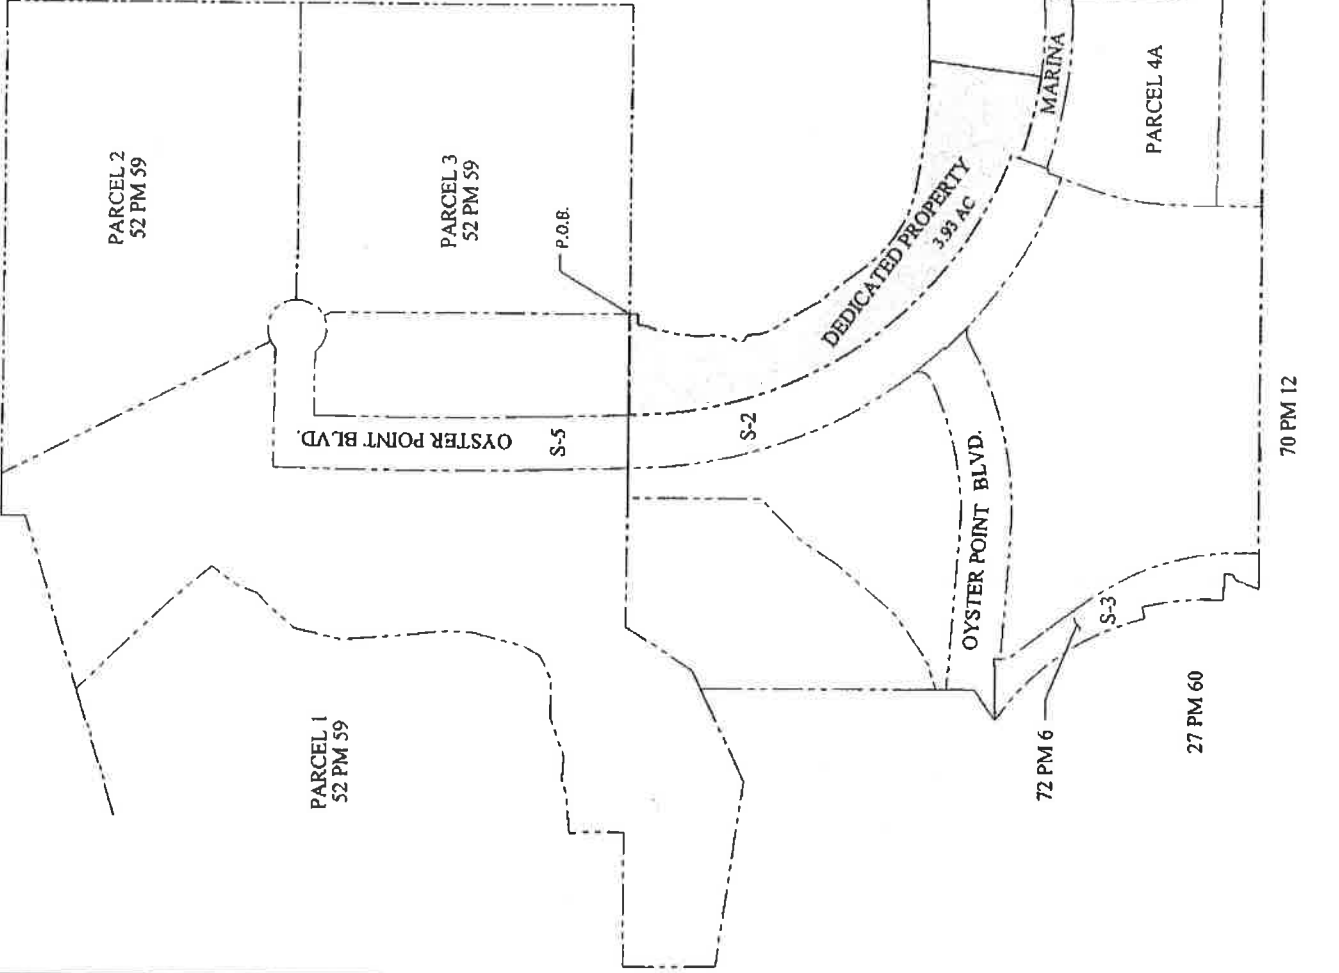 PARCEL 2
52 PM 59
PARCEL 3
52 PM 59
P.O.B.
MARINA
PARCEL 4A
DEDICATED PROPERTY
3.93 AC
OYSTER POINT BLVD.
S-5
S-2
OYSTER POINT BLVD.
70 PM 12
S-3
72 PM 6
27 PM 60
PARCEL 1
52 PM 59